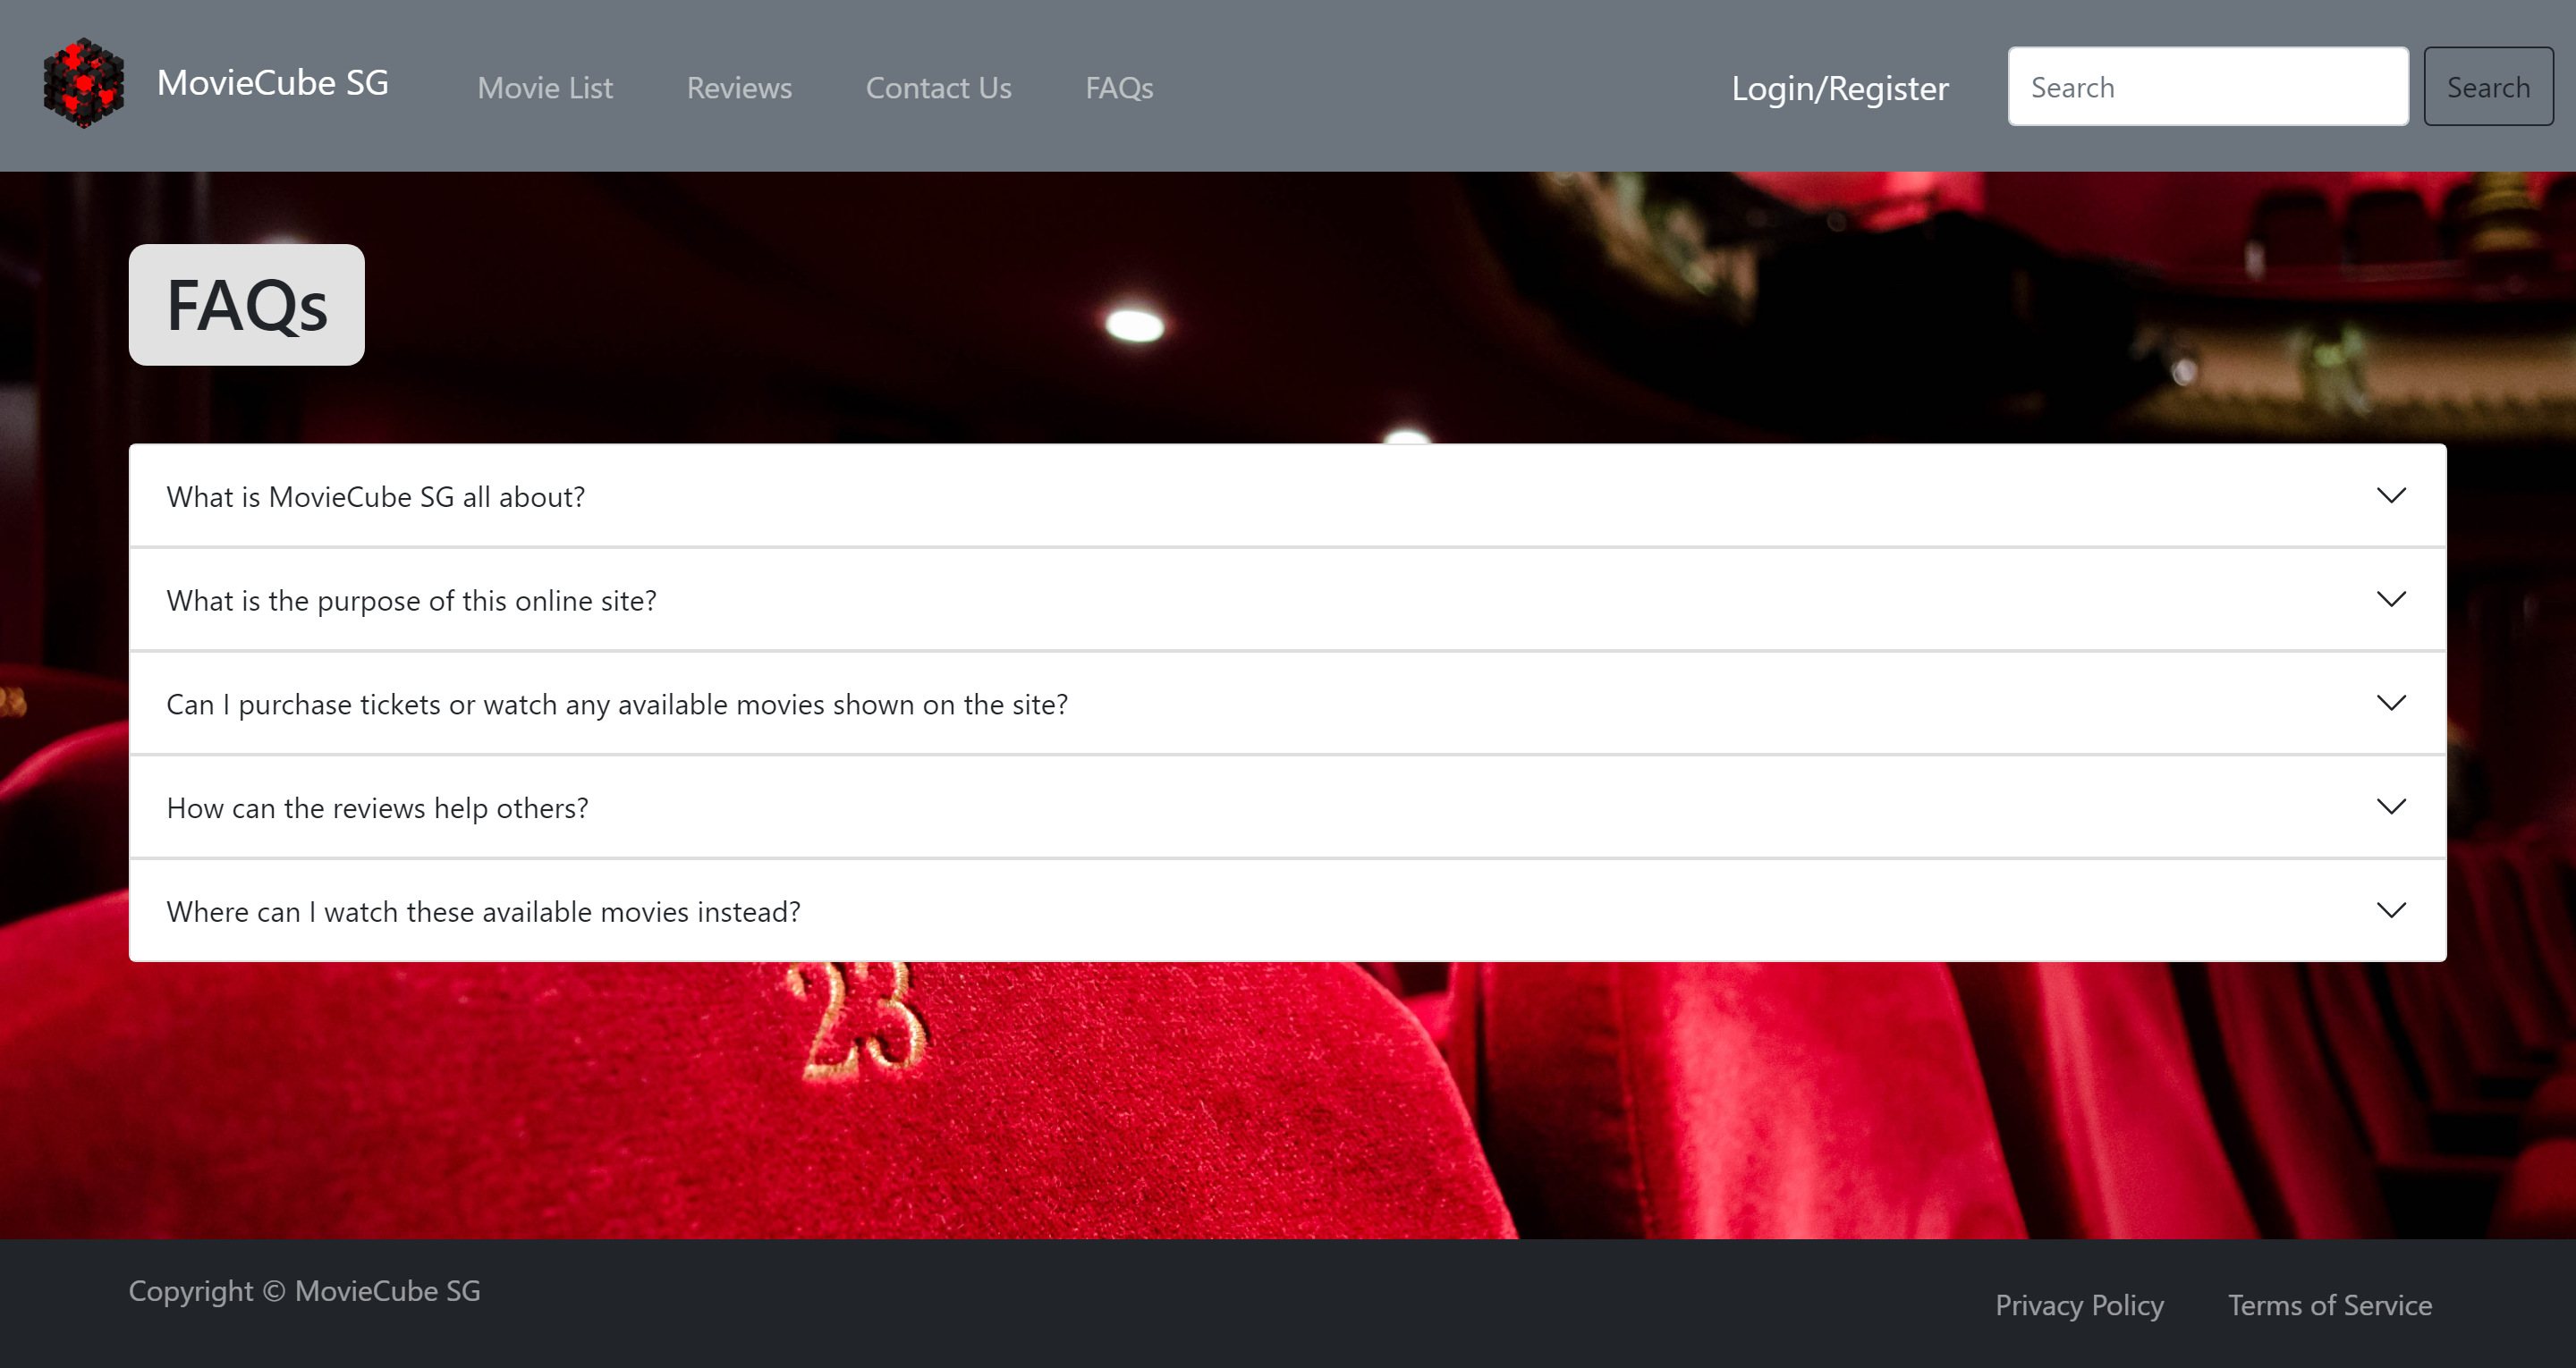 MovieCube SG
Movie List
Reviews
Contact Us
FAQs
Login/Register
Search
Search
FAQs
What is MovieCube SG all about?
What is the purpose of this online site?
Can I purchase tickets or watch any available movies shown on the site?
How can the reviews help others?
Where can I watch these available movies instead?
23
Copyright © MovieCube SG
Privacy Policy
Terms of Service